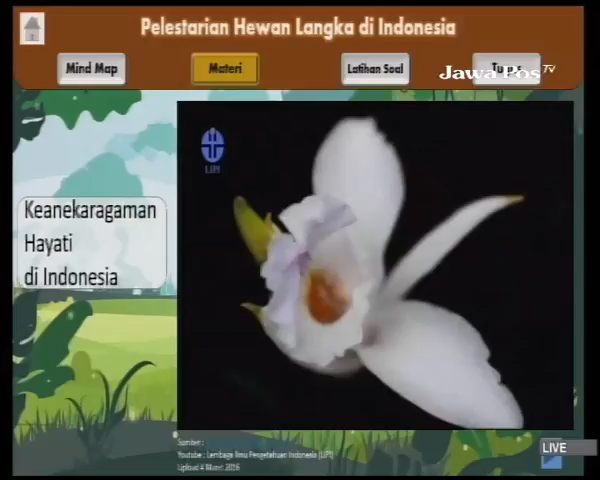 Pelestarian Hewan Langka di Indonesia
Mind Map
Materi
Latihan Soal
Jawa Pos TV
LIPI
Keanekaragaman
Hayati
di Indonesia
Sumber :
Youtube : Lembaga Ilmu Pengetahuan Indonesia (LIPI)
Upload 4 Maret 2016
LIVE